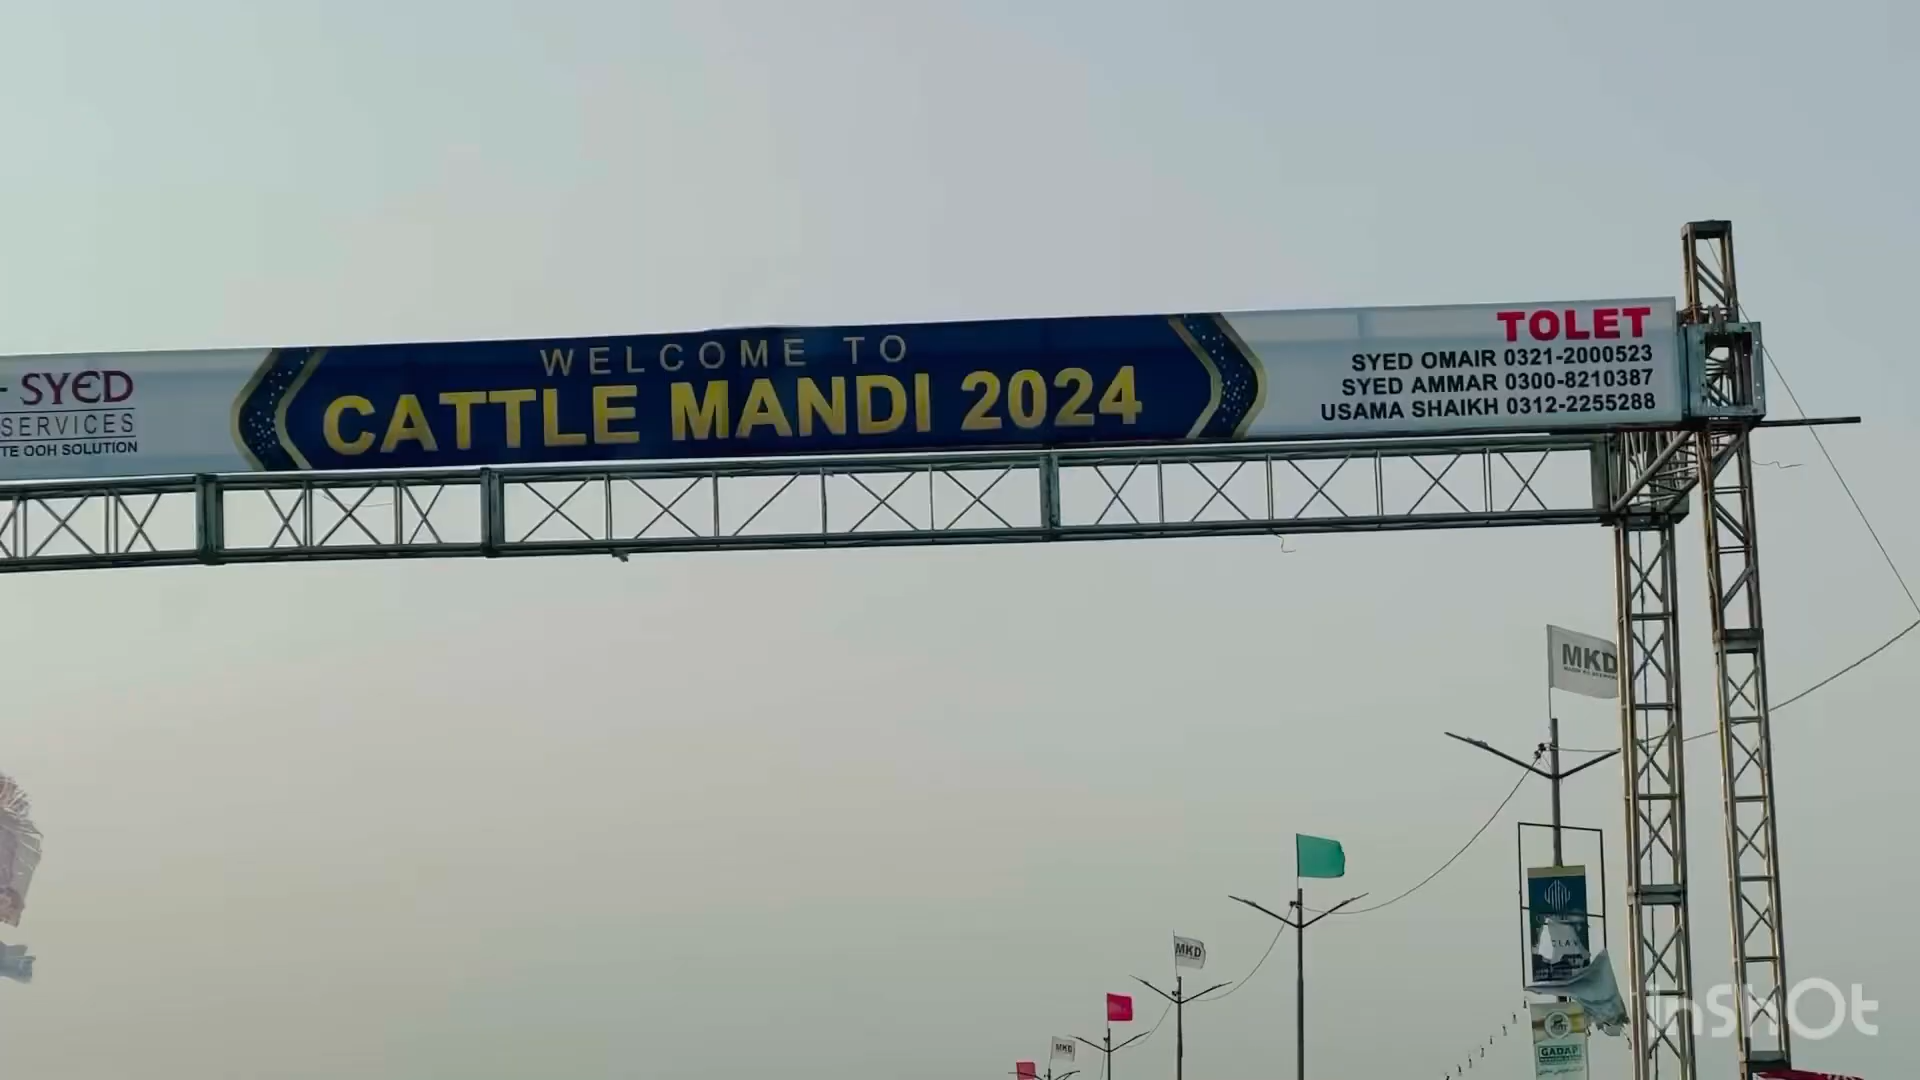 SYED
SERVICES
TE OOH SOLUTION
WELCOME TO
CATTLE MANDI 2024
TOLET
SYED OMAIR 0321-2000523
SYED AMMAR 0300-8210387
USAMA SHAIKH 0312-2255288
MKD
MKD
MKD
GADAP
InSHOt